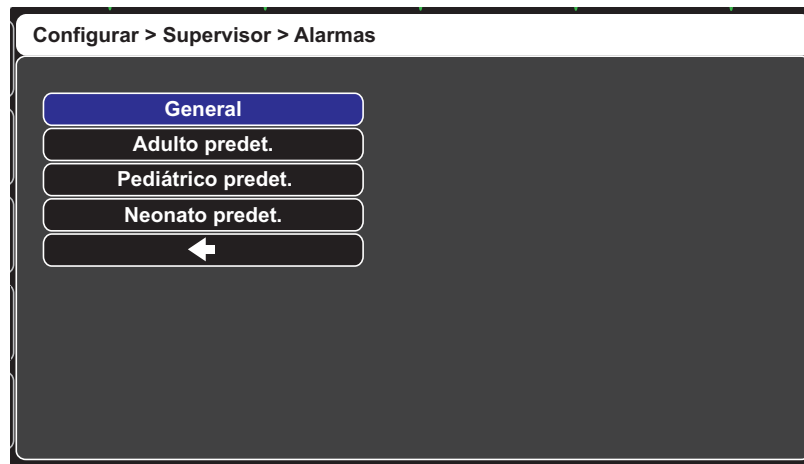 Configurar > Supervisor > Alarmas
General
Adulto predet.
Pediátrico predet.
Neonato predet.